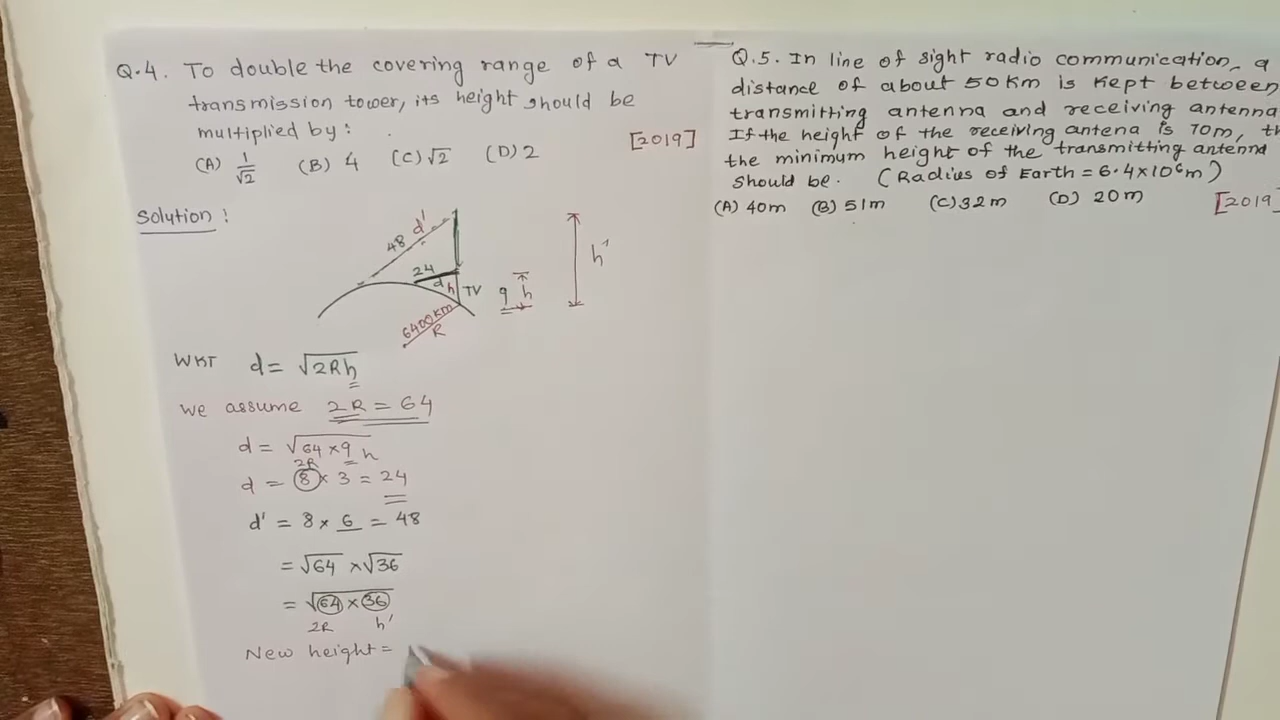 Q.4. To double the covering range of a TV
transmission tower, its height should be
multiplied by:
[2019]
(A) 1/√2 (B) 4 (C) √2 (D) 2
Solution:
48 d'
24
d h TV
6400km
R
9 h
h'
WKT d = √2Rh
We assume 2R = 64
d = √64×9
2R h
d = 8 × 3 = 24
d' = 8 × 6 = 48
= √64 × √36
= √64×36
2R h'
New height =
Q.5. In line of sight radio communication, a
distance of about 50Km is kept between
transmitting antenna and receiving antenna
If the height of the receiving antena is 70m, th
the minimum height of the transmitting antenna
should be. (Radius of Earth = 6.4×10⁶m)
(A) 40m (B) 51m (C) 32m (D) 20m
[2019